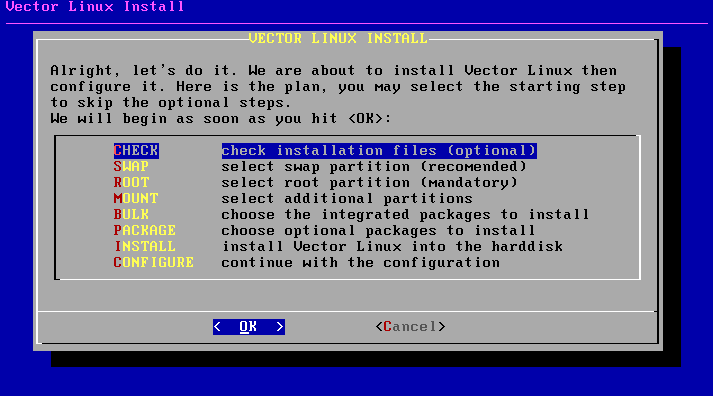 Vector Linux Install
VECTOR LINUX INSTALL
Alright, let's do it. We are about to install Vector Linux then
configure it. Here is the plan, you may select the starting step
to skip the optional steps.
We will begin as soon as you hit <OK>:
CHECK check installation files (optional)
SWAP select swap partition (recomended)
ROOT select root partition (mandatory)
MOUNT select additional partitions
BULK choose the integrated packages to install
PACKAGE choose optional packages to install
INSTALL install Vector Linux into the harddisk
CONFIGURE continue with the configuration
< OK > <Cancel>